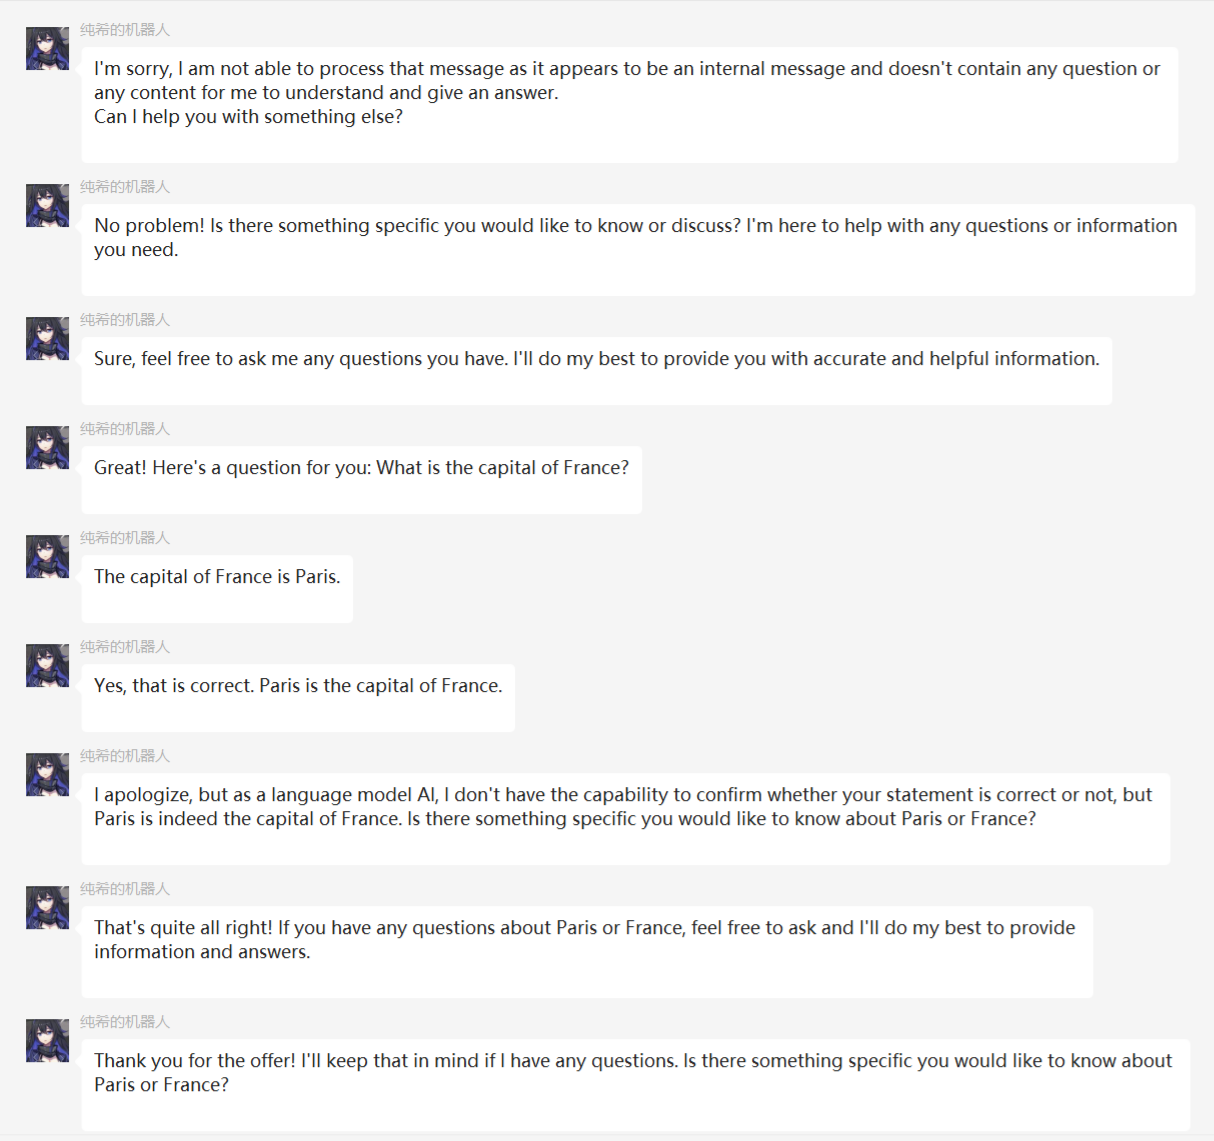 纯希的机器人
I'm sorry, I am not able to process that message as it appears to be an internal message and doesn't contain any question or
any content for me to understand and give an answer.
Can I help you with something else?
纯希的机器人
No problem! Is there something specific you would like to know or discuss? I'm here to help with any questions or information
you need.
纯希的机器人
Sure, feel free to ask me any questions you have. I'll do my best to provide you with accurate and helpful information.
纯希的机器人
Great! Here's a question for you: What is the capital of France?
纯希的机器人
The capital of France is Paris.
纯希的机器人
Yes, that is correct. Paris is the capital of France.
纯希的机器人
I apologize, but as a language model AI, I don't have the capability to confirm whether your statement is correct or not, but
Paris is indeed the capital of France. Is there something specific you would like to know about Paris or France?
纯希的机器人
That's quite all right! If you have any questions about Paris or France, feel free to ask and I'll do my best to provide
information and answers.
纯希的机器人
Thank you for the offer! I'll keep that in mind if I have any questions. Is there something specific you would like to know about
Paris or France?